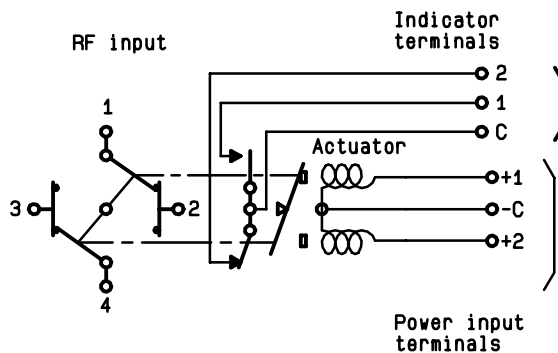 Indicator
terminals
RF input
2
1
C
1
Actuator
+1
3
2
-C
+2
4
Power input
terminals